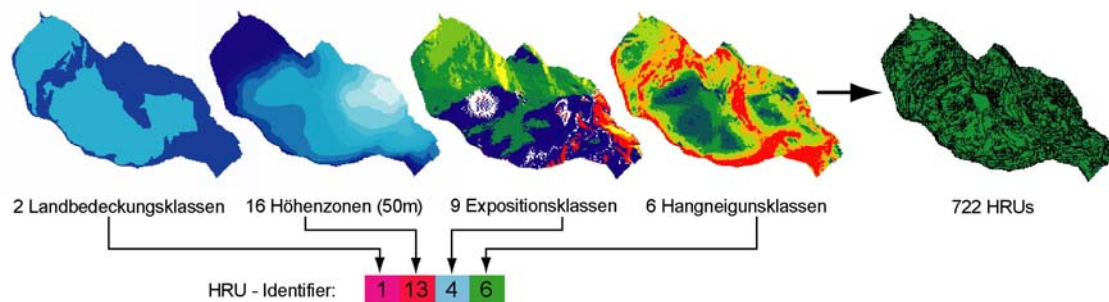 2 Landbedeckungsklassen 16 Höhenzonen (50m) 9 Expositionsklassen 6 Hangneigunsklassen 722 HRUs
HRU - Identifier: 1 13 4 6